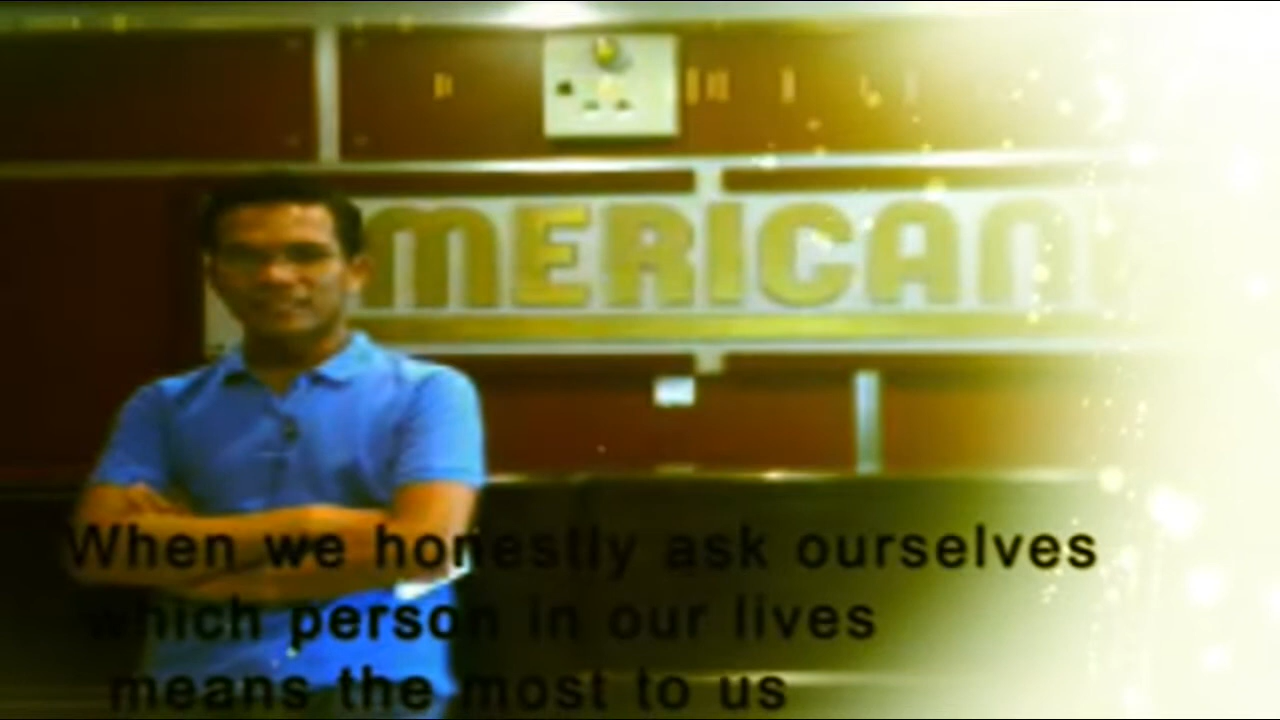 MERICAN
When we honestly ask ourselves
which person in our lives
means the most to us